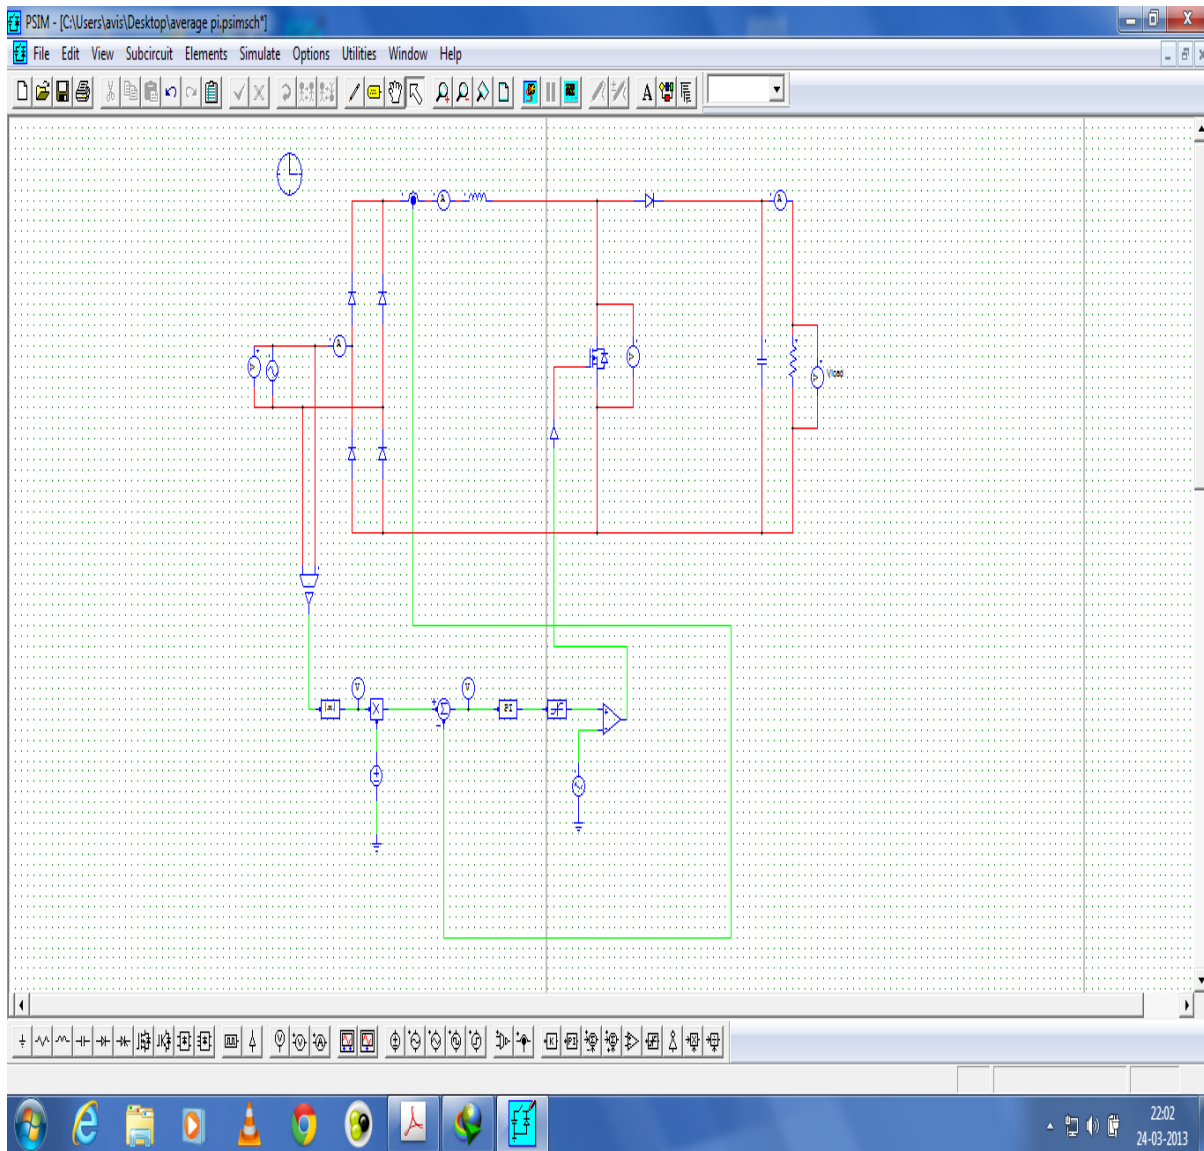 PSIM - [C:\Users\avis\Desktop\average pi.psimsch*]
File Edit View Subcircuit Elements Simulate Options Utilities Window Help
A
A
A
A
V
V
V
V
Vload
|x|
V
X
V
PI
K
PI
22:02
24-03-2013